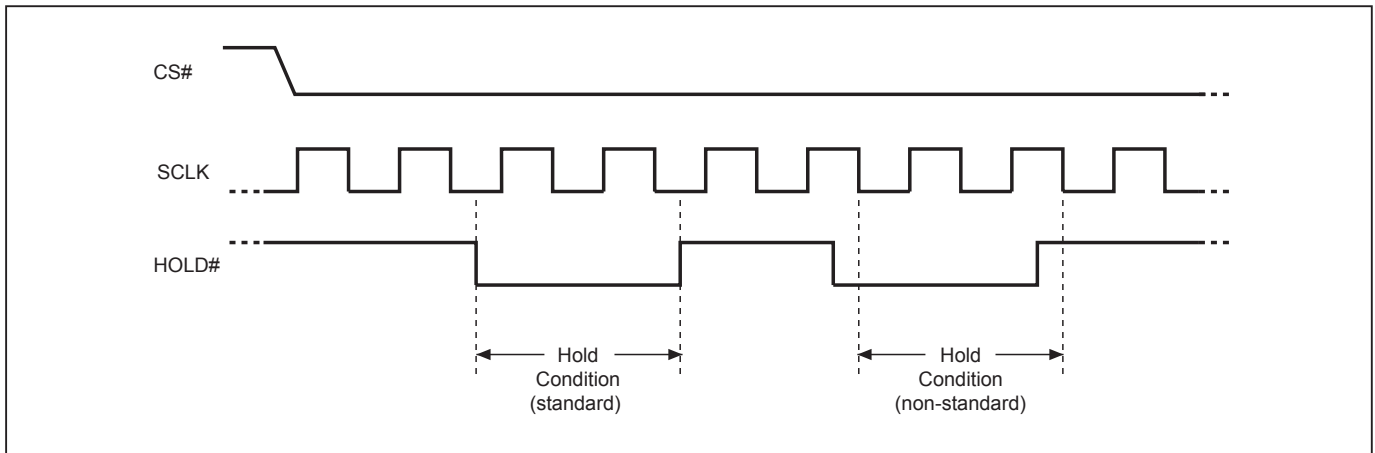 CS#
SCLK
HOLD#
Hold
Condition
(standard)
Hold
Condition
(non-standard)